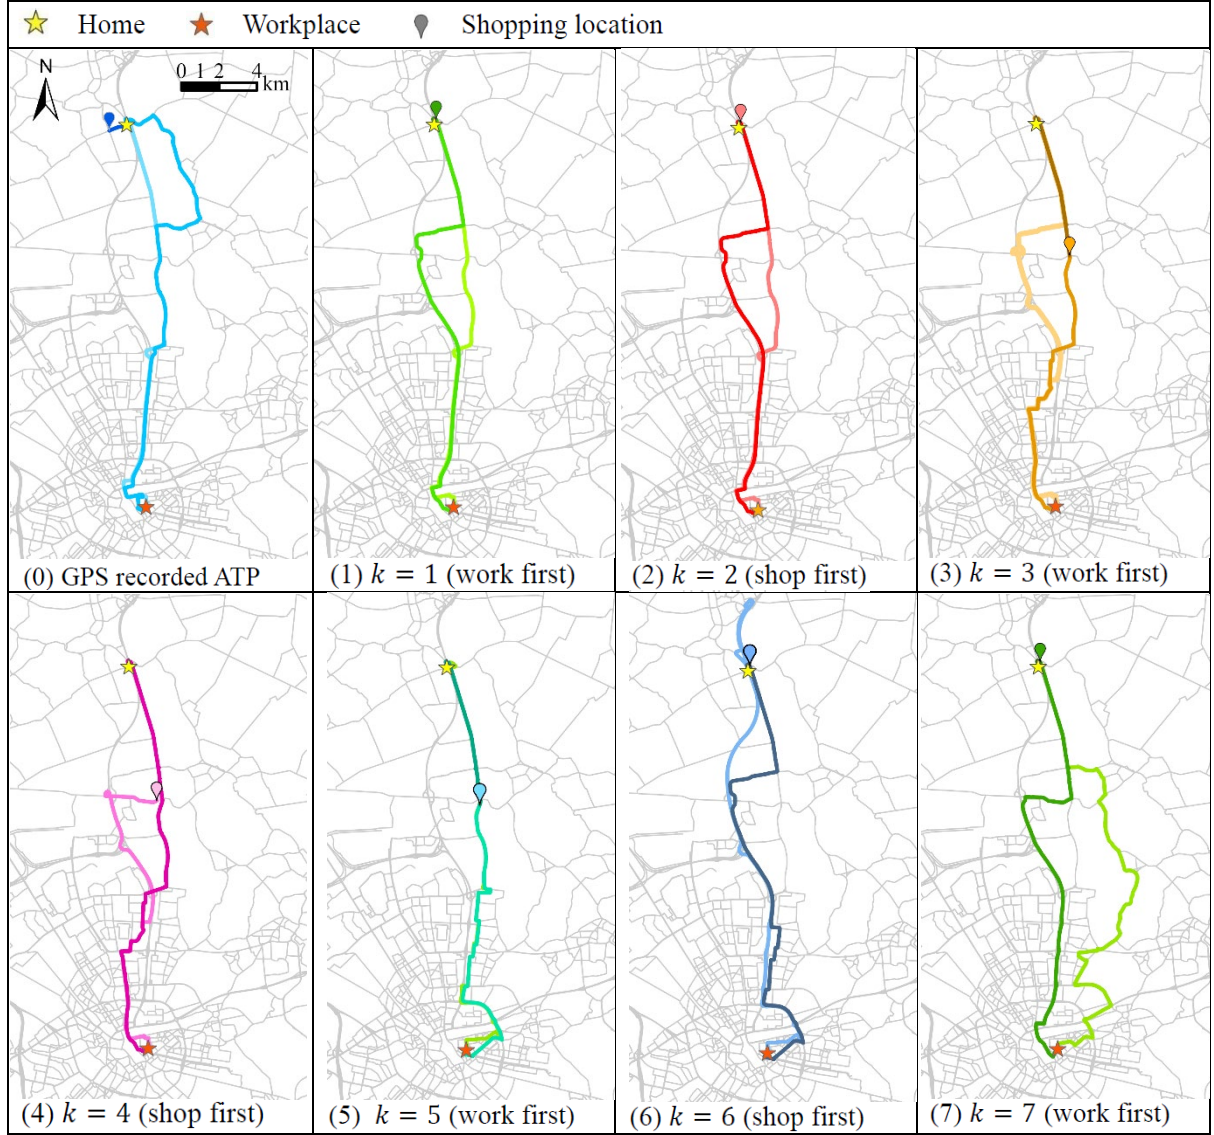 Home Workplace Shopping location
N
0 1 2 4
km
(0) GPS recorded ATP
(1) k = 1 (work first)
(2) k = 2 (shop first)
(3) k = 3 (work first)
(4) k = 4 (shop first)
(5) k = 5 (work first)
(6) k = 6 (shop first)
(7) k = 7 (work first)